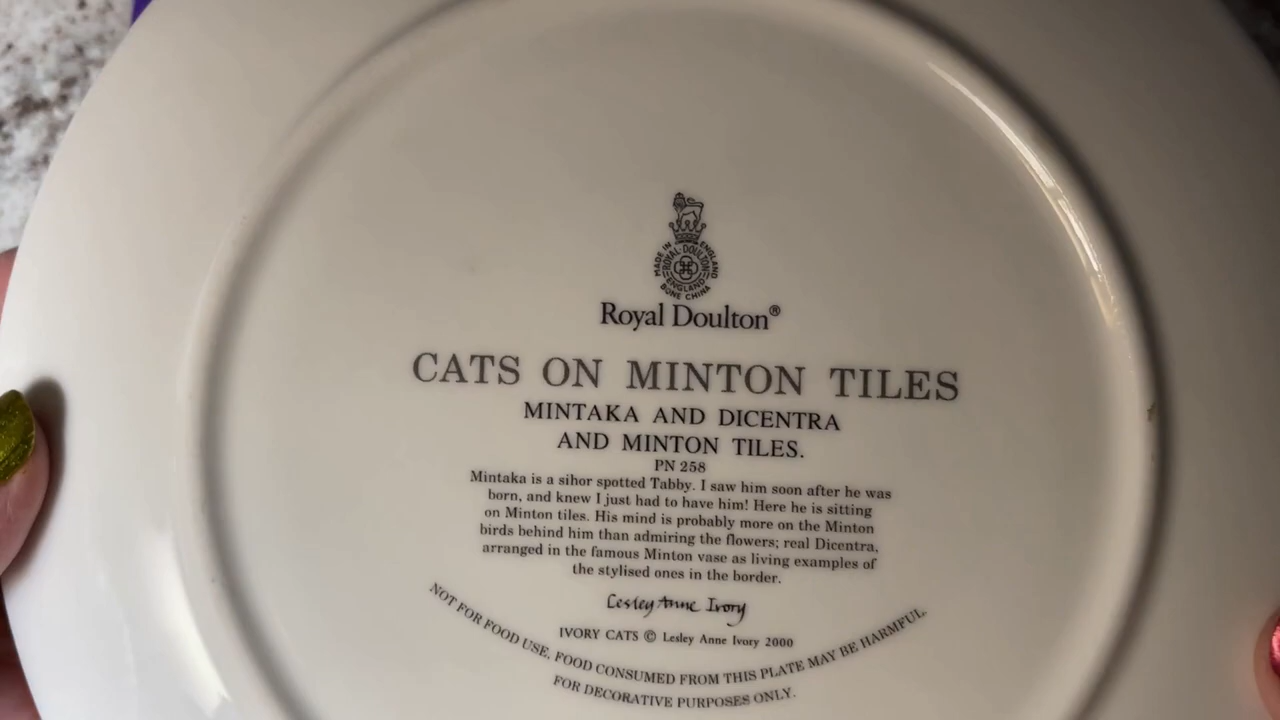 MADE IN ENGLAND
ROYAL·DOULTON
ENGLAND
BONE CHINA
Royal Doulton®
CATS ON MINTON TILES
MINTAKA AND DICENTRA
AND MINTON TILES.
PN 258
Mintaka is a sihor spotted Tabby. I saw him soon after he was
born, and knew I just had to have him! Here he is sitting
on Minton tiles. His mind is probably more on the Minton
birds behind him than admiring the flowers; real Dicentra,
arranged in the famous Minton vase as living examples of
the stylised ones in the border.
Lesley Anne Ivory
IVORY CATS © Lesley Anne Ivory 2000
NOT FOR FOOD USE. FOOD CONSUMED FROM THIS PLATE MAY BE HARMFUL.
FOR DECORATIVE PURPOSES ONLY.